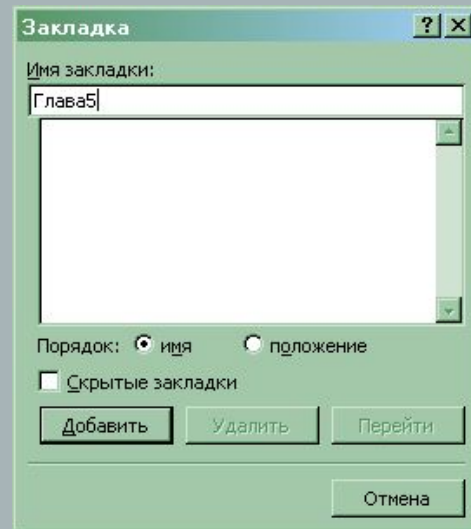 Закладка
Имя закладки:
Глава5
Порядок: имя положение
Скрытые закладки
Добавить Удалить Перейти
Отмена